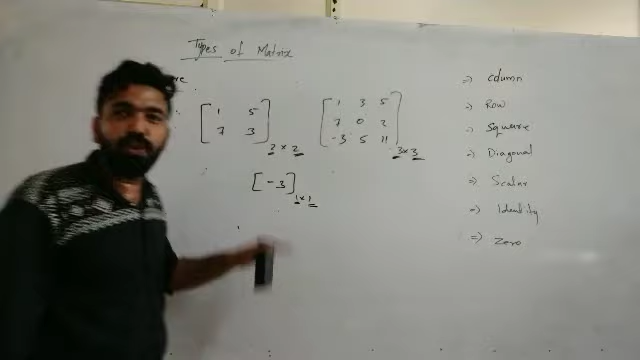 Types of Matrix
1 5
7 3
2 × 2
1 3 5
7 0 2
-3 5 11
3 × 3
[-3]
1 × 1
⇒ Column
⇒ Row
⇒ Square
⇒ Diagonal
⇒ Scalar
⇒ Identity
⇒ Zero